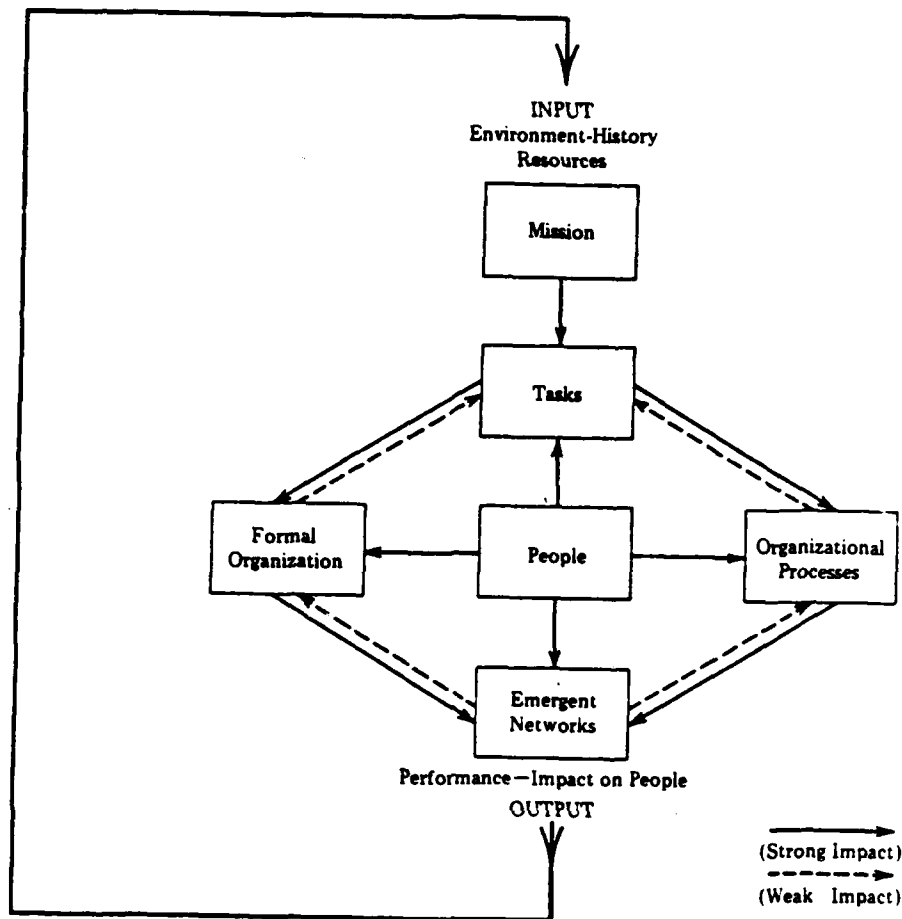 INPUT
Environment-History
Resources
Mission
Tasks
Formal
Organization
People
Organizational
Processes
Emergent
Networks
Performance—Impact on People
OUTPUT
(Strong Impact)
(Weak Impact)